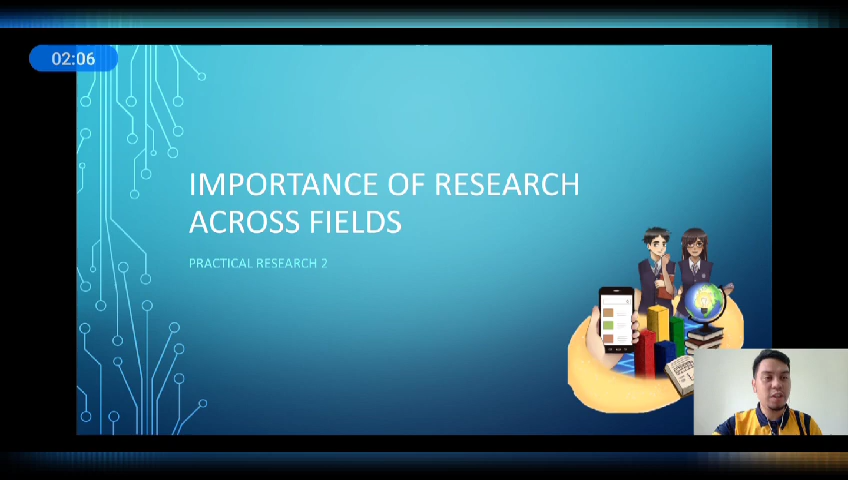 02:06
IMPORTANCE OF RESEARCH
ACROSS FIELDS
PRACTICAL RESEARCH 2